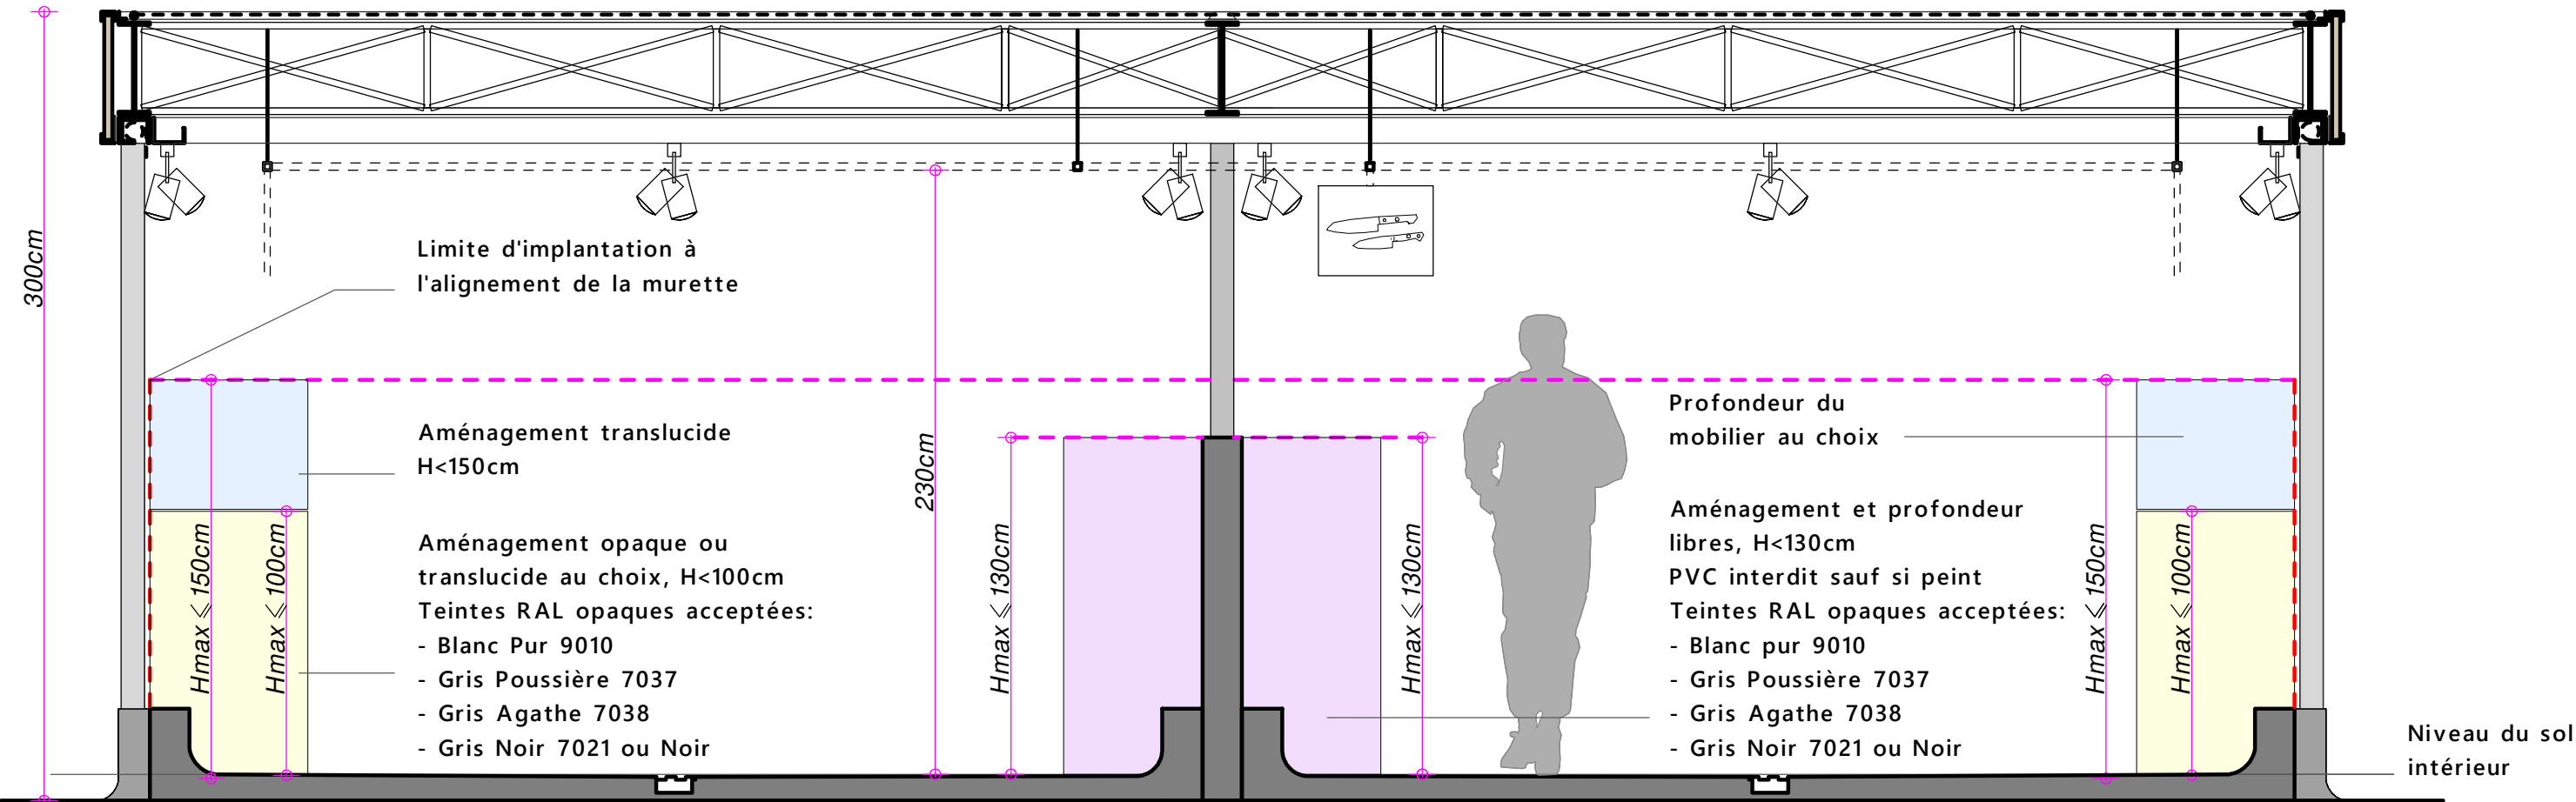 300cm
Limite d'implantation à
l'alignement de la murette
Aménagement translucide
H<150cm
Aménagement opaque ou
translucide au choix, H<100cm
Teintes RAL opaques acceptées:
- Blanc Pur 9010
- Gris Poussière 7037
- Gris Agathe 7038
- Gris Noir 7021 ou Noir
Hmax ⩽ 150cm
Hmax ⩽ 100cm
230cm
Hmax ⩽ 130cm
Hmax ⩽ 130cm
Profondeur du
mobilier au choix
Aménagement et profondeur
libres, H<130cm
PVC interdit sauf si peint
Teintes RAL opaques acceptées:
- Blanc pur 9010
- Gris Poussière 7037
- Gris Agathe 7038
- Gris Noir 7021 ou Noir
Hmax ⩽ 150cm
Hmax ⩽ 100cm
Niveau du sol
intérieur